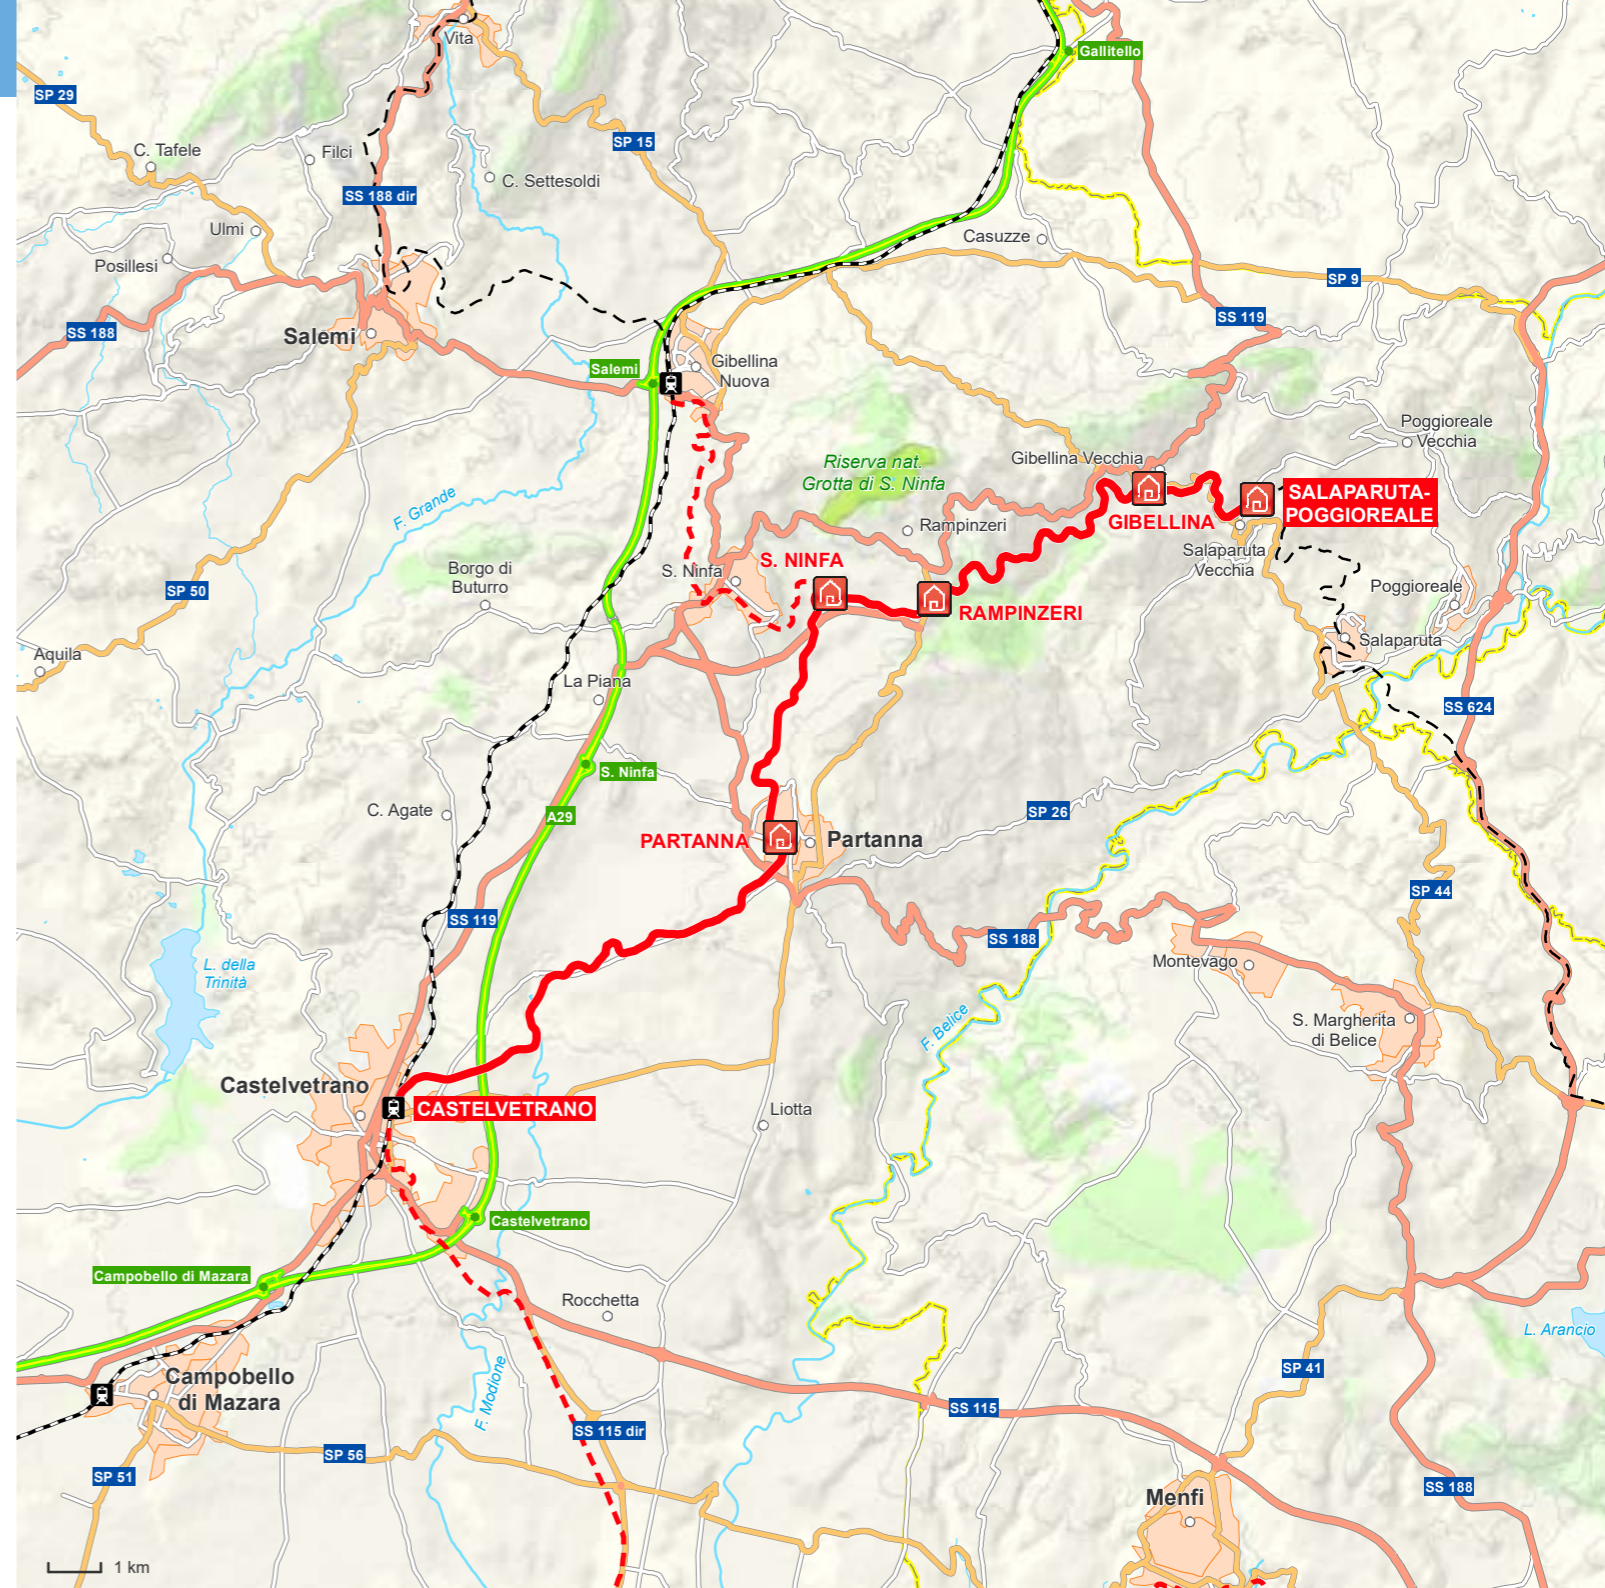 Vita
Gallitello
SP 29
SP 15
C. Tafele
Filci
C. Settesoldi
SS 188 dir
Ulmi
Casuzze
Posillesi
SP 9
SS 188
Salemi
SS 119
Salemi
Gibellina
Nuova
Poggioreale
Vecchia
Riserva nat.
Grotta di S. Ninfa
Gibellina Vecchia
F. Grande
SALAPARUTA-
POGGIOREALE
GIBELLINA
Rampinzeri
Salaparuta
Vecchia
S. NINFA
S. Ninfa
Borgo di
Buturro
SP 50
Poggioreale
RAMPINZERI
Salaparuta
Aquila
La Piana
SS 624
S. Ninfa
A29
C. Agate
SP 26
PARTANNA
Partanna
SP 44
SS 119
SS 188
L. della
Trinità
Montevago
S. Margherita
di Belice
F. Belice
Castelvetrano
CASTELVETRANO
Liotta
Castelvetrano
Campobello di Mazara
Rocchetta
L. Arancio
Campobello
di Mazara
F. Modione
SP 41
SS 115
SS 115 dir
SP 56
SP 51
SS 188
Menfi
1 km